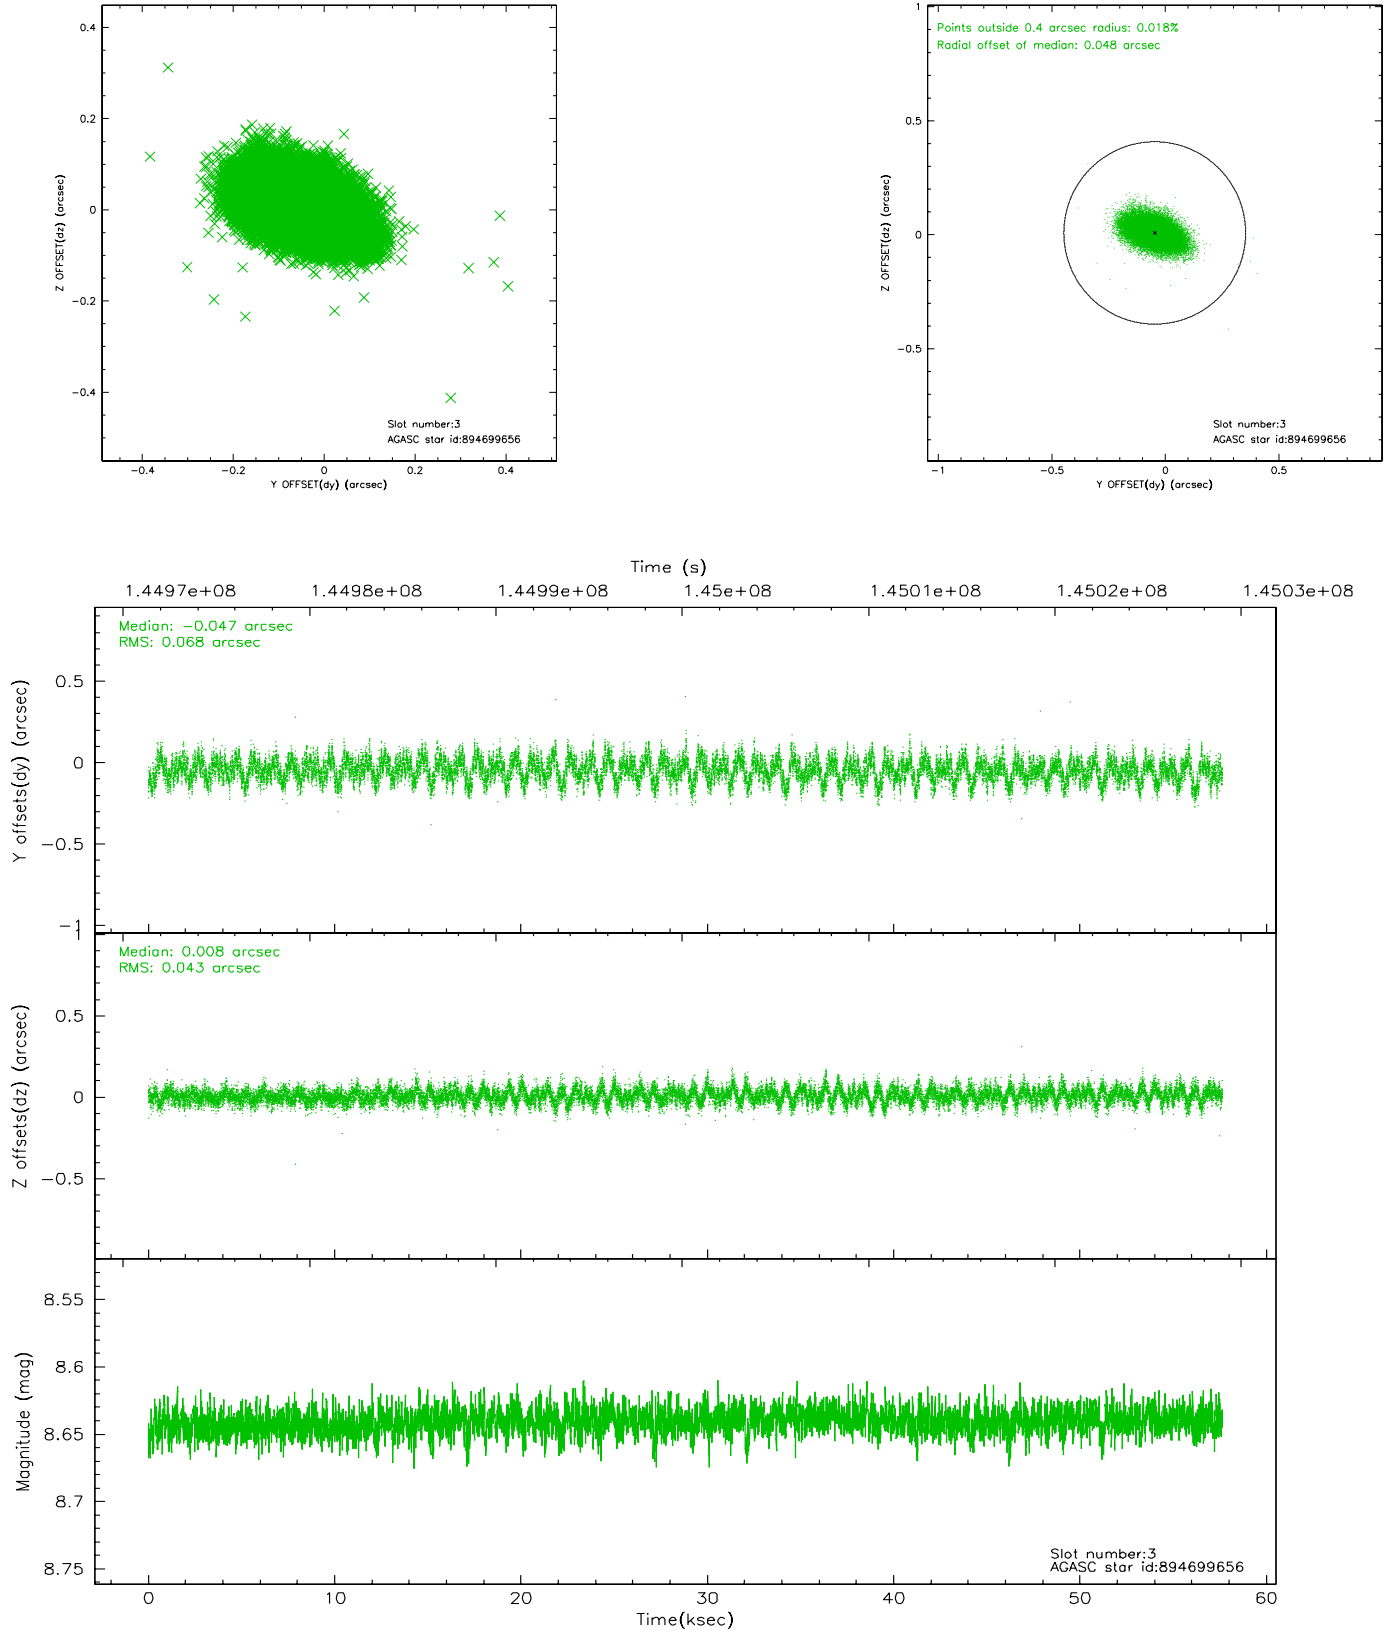 0.4
0.2
0
-0.2
-0.4
Z OFFSET(dz) (arcsec)
Slot number:3
AGASC star id:894699656
-0.4 -0.2 0 0.2 0.4
Y OFFSET(dy) (arcsec)
Points outside 0.4 arcsec radius: 0.018%
Radial offset of median: 0.048 arcsec
1
0.5
0
-0.5
Z OFFSET(dz) (arcsec)
Slot number:3
AGASC star id:894699656
-1 -0.5 0 0.5
Y OFFSET(dy) (arcsec)
Time (s)
1.4497e+08 1.4498e+08 1.4499e+08 1.45e+08 1.4501e+08 1.4502e+08 1.4503e+08
Median: -0.047 arcsec
RMS: 0.068 arcsec
0.5
0
-0.5
-1
Y offsets(dy) (arcsec)
Median: 0.008 arcsec
RMS: 0.043 arcsec
1
0.5
0
-0.5
Z offsets(dz) (arcsec)
8.55
8.6
8.65
8.7
8.75
Magnitude (mag)
Slot number:3
AGASC star id:894699656
0 10 20 30 40 50 60
Time(ksec)